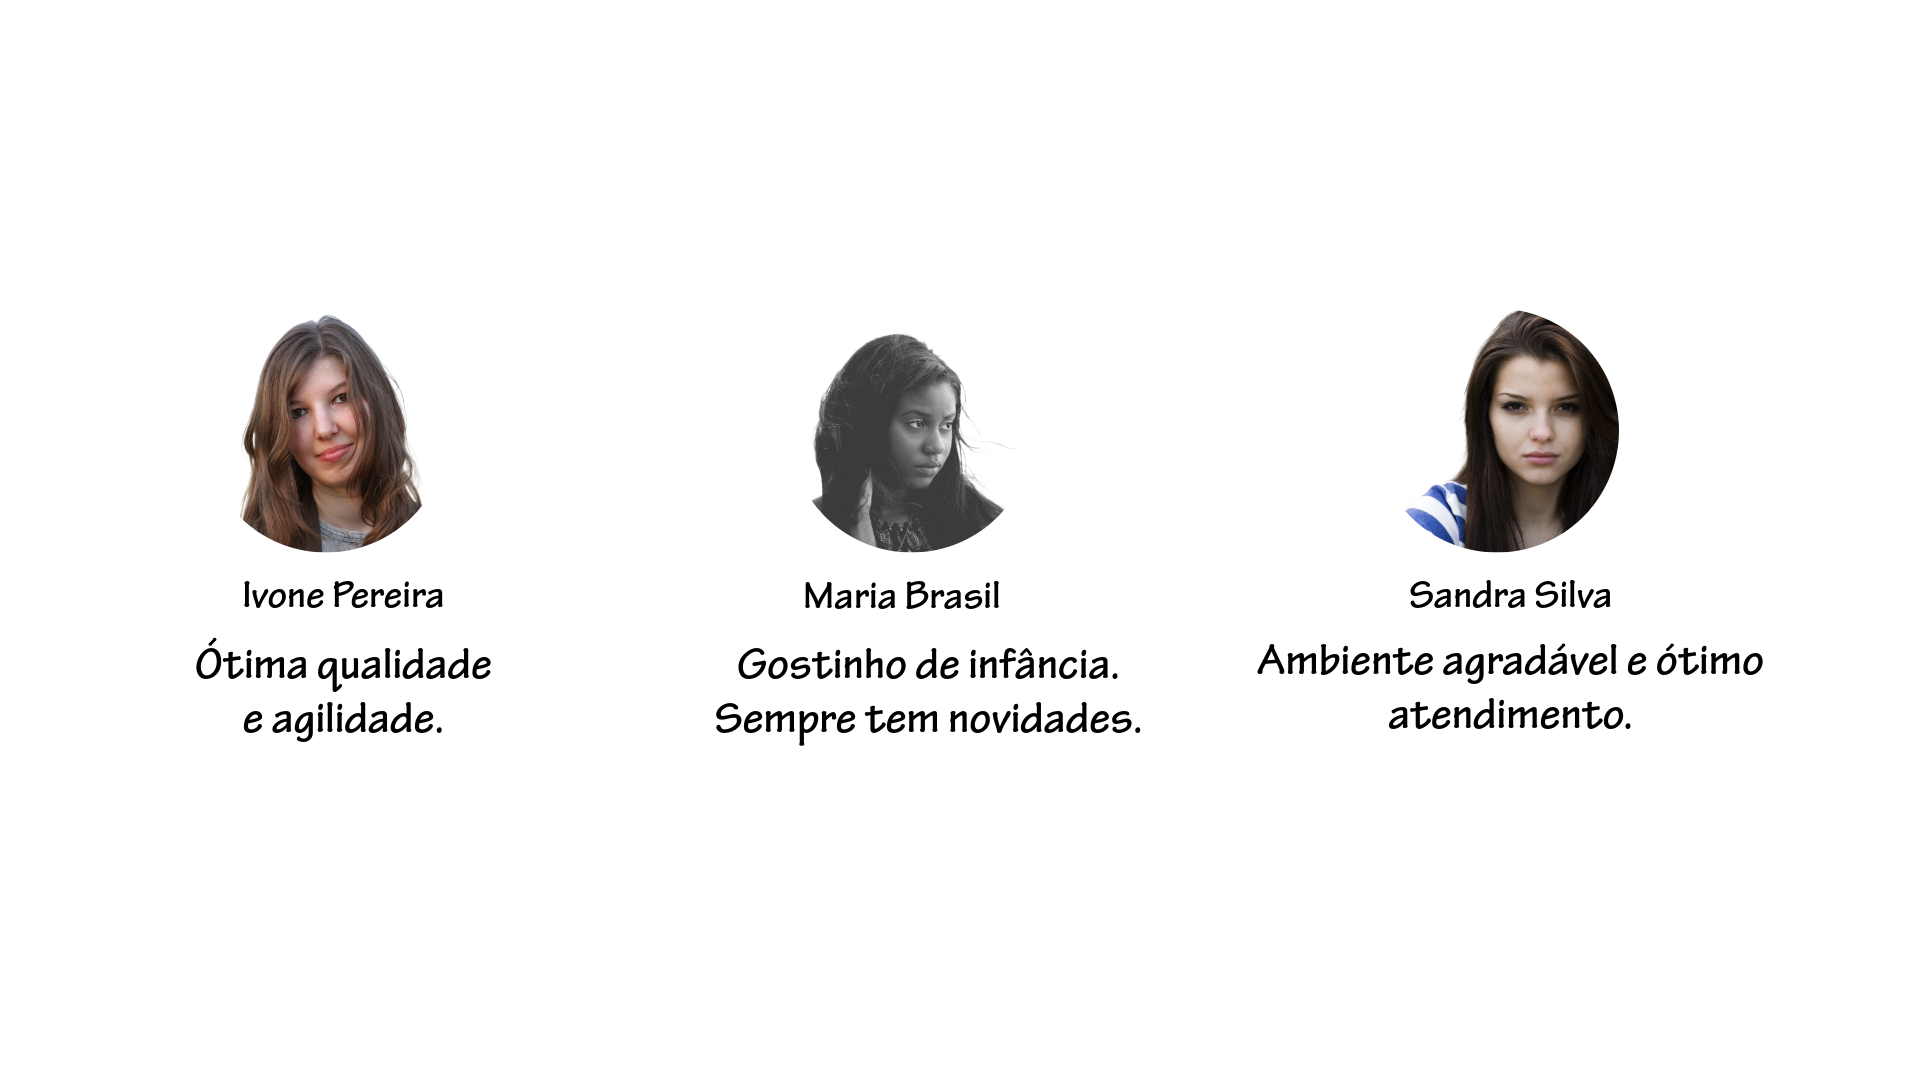 Ivone Pereira
Ótima qualidade
e agilidade.
Maria Brasil
Gostinho de infância.
Sempre tem novidades.
Sandra Silva
Ambiente agradável e ótimo
atendimento.